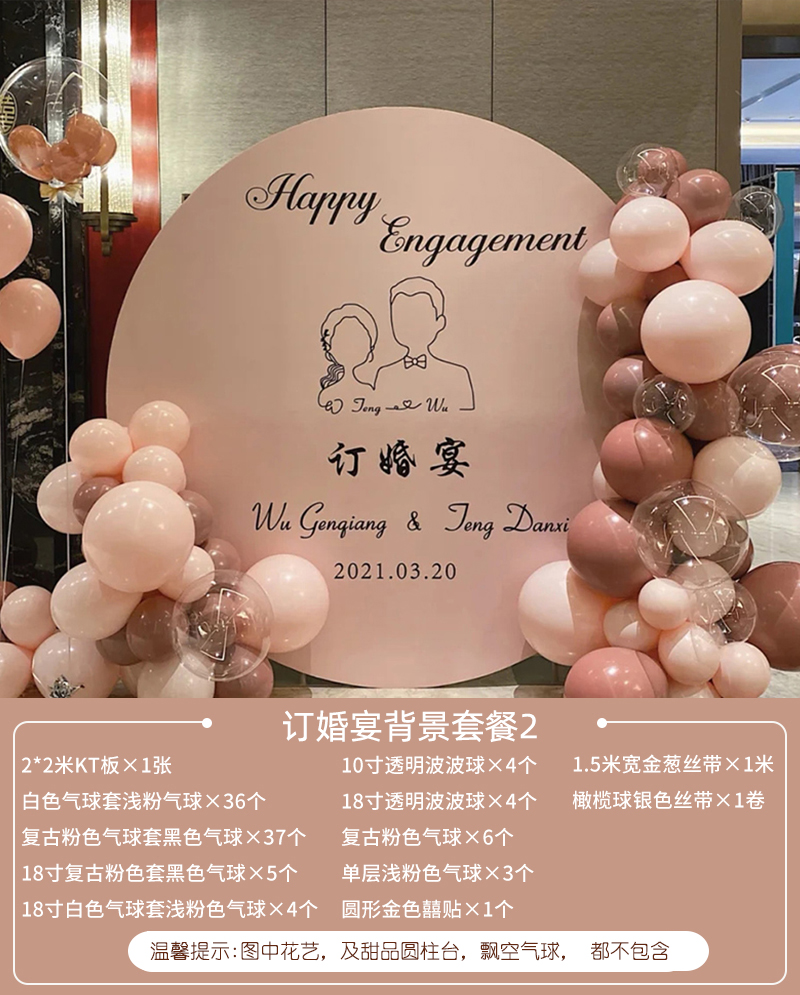 Happy
Engagement
Teng Wu
订婚宴
Wu Genqiang & Teng Danxi
2021.03.20
订婚宴背景套餐2
2*2米KT板×1张
白色气球套浅粉气球×36个
复古粉色气球套黑色气球×37个
18寸复古粉色套黑色气球×5个
18寸白色气球套浅粉色气球×4个
10寸透明波波球×4个
18寸透明波波球×4个
复古粉色气球×6个
单层浅粉色气球×3个
圆形金色囍贴×1个
1.5米宽金葱丝带×1米
橄榄球银色丝带×1卷
温馨提示:图中花艺，及甜品圆柱台，飘空气球， 都不包含